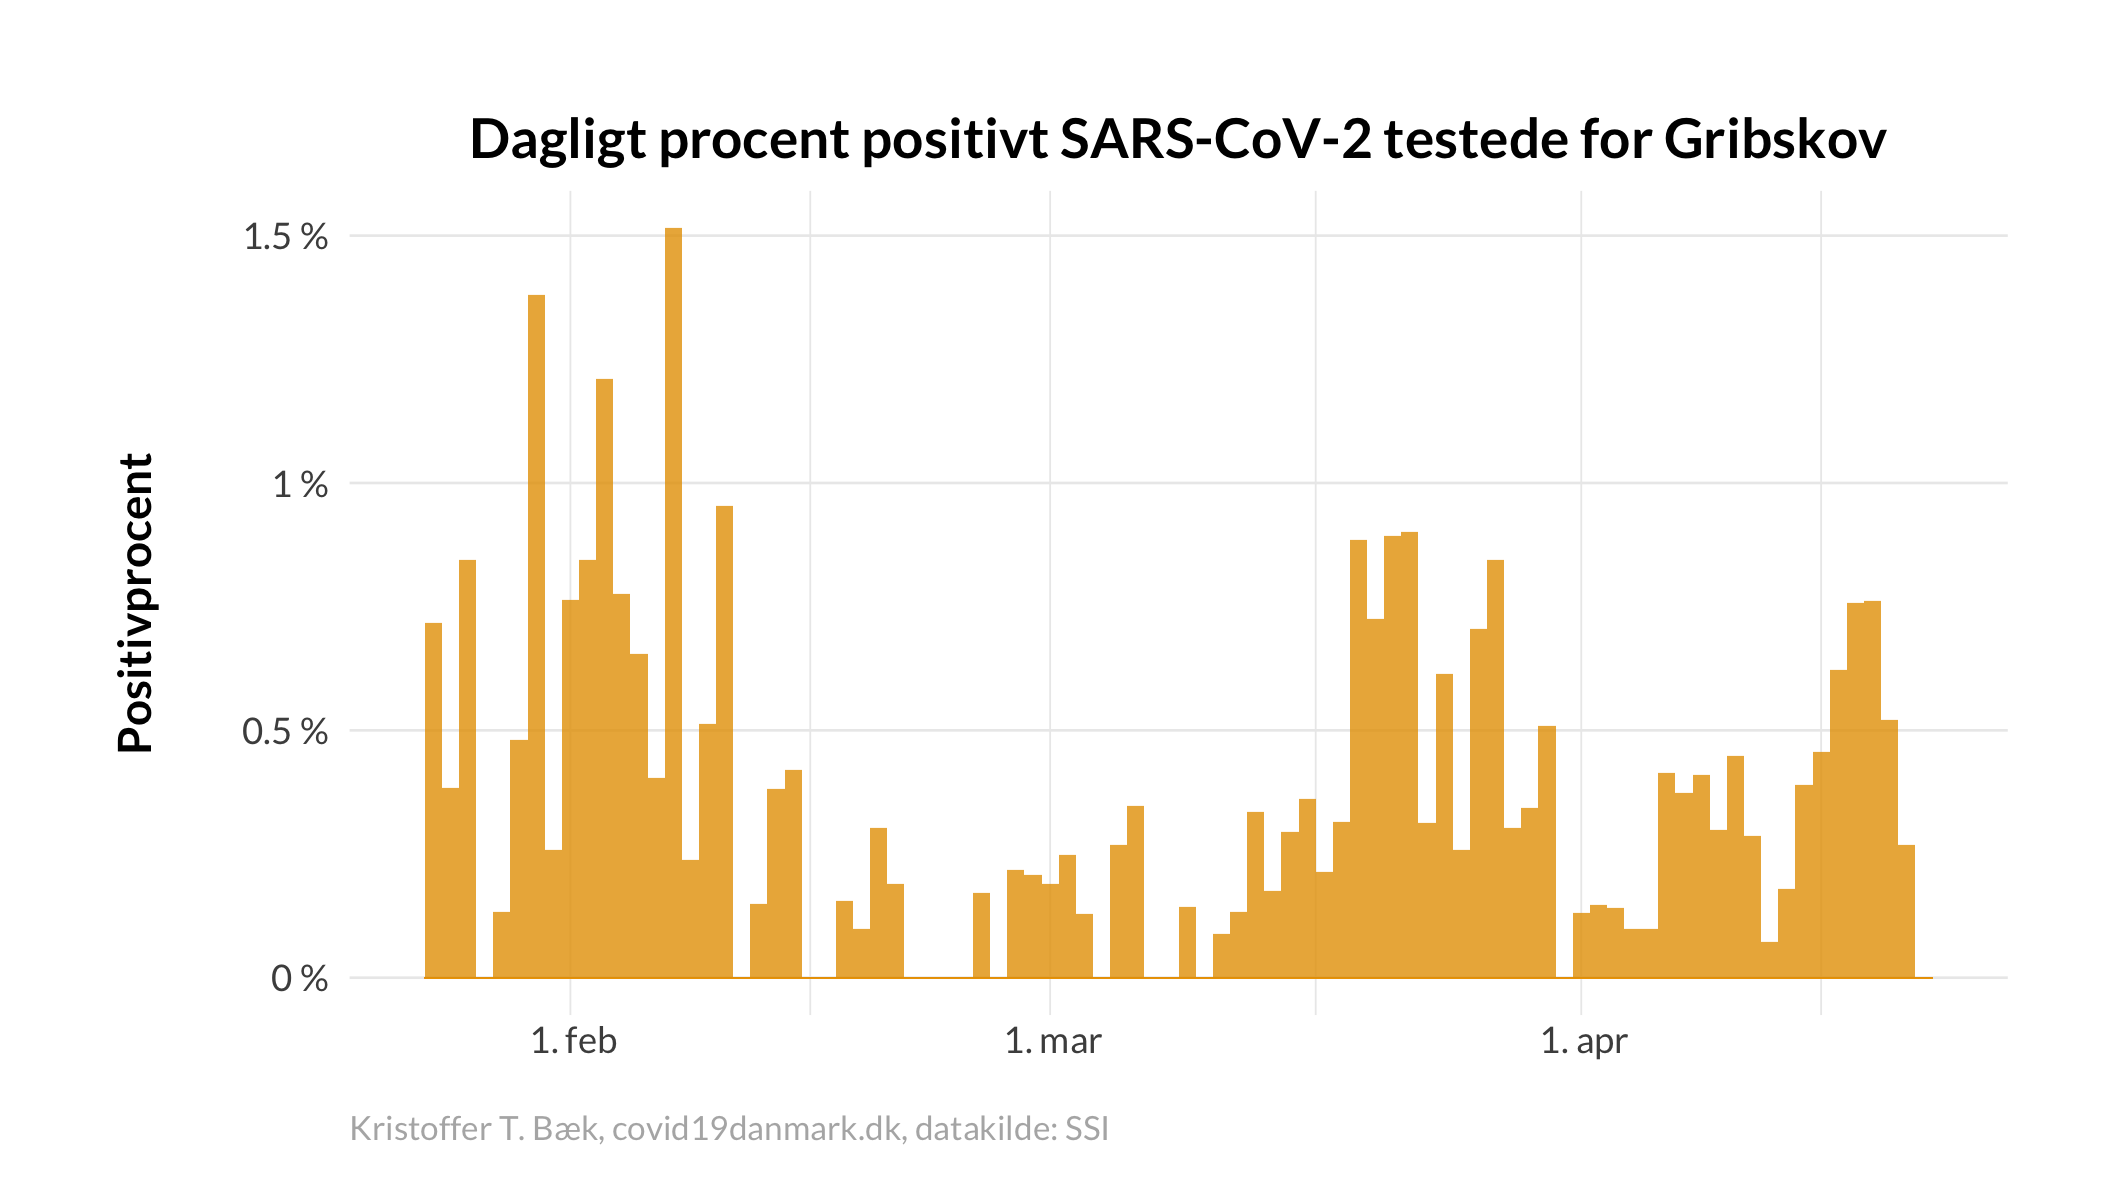 Dagligt procent positivt SARS-CoV-2 testede for Gribskov
Positivprocent
1.5 %
1 %
0.5 %
0 %
1. feb
1. mar
1. apr
Kristoffer T. Bæk, covid19danmark.dk, datakilde: SSI